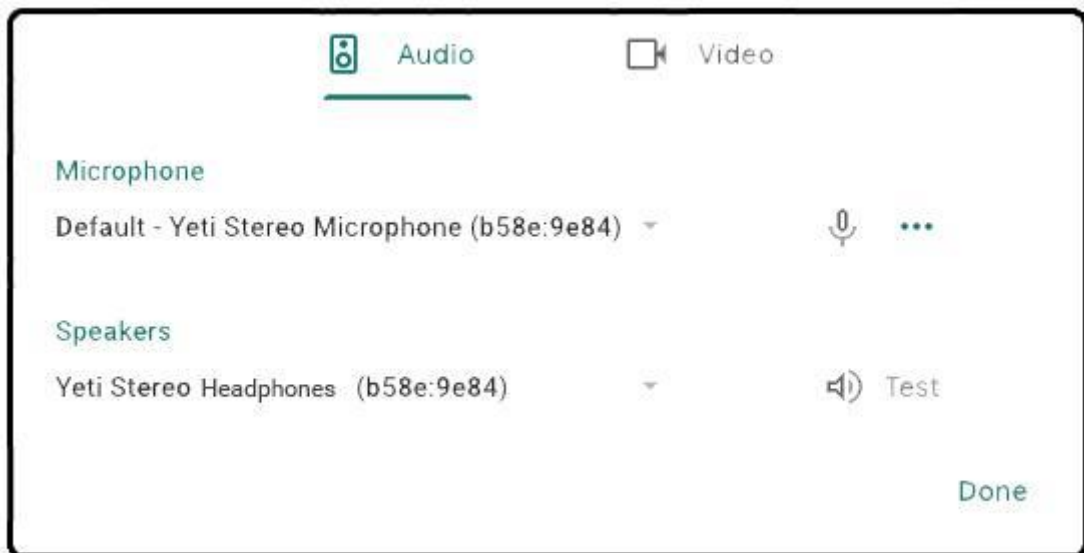 Audio Video
Microphone
Default - Yeti Stereo Microphone (b58e:9e84)
Speakers
Yeti Stereo Headphones (b58e:9e84) Test
Done